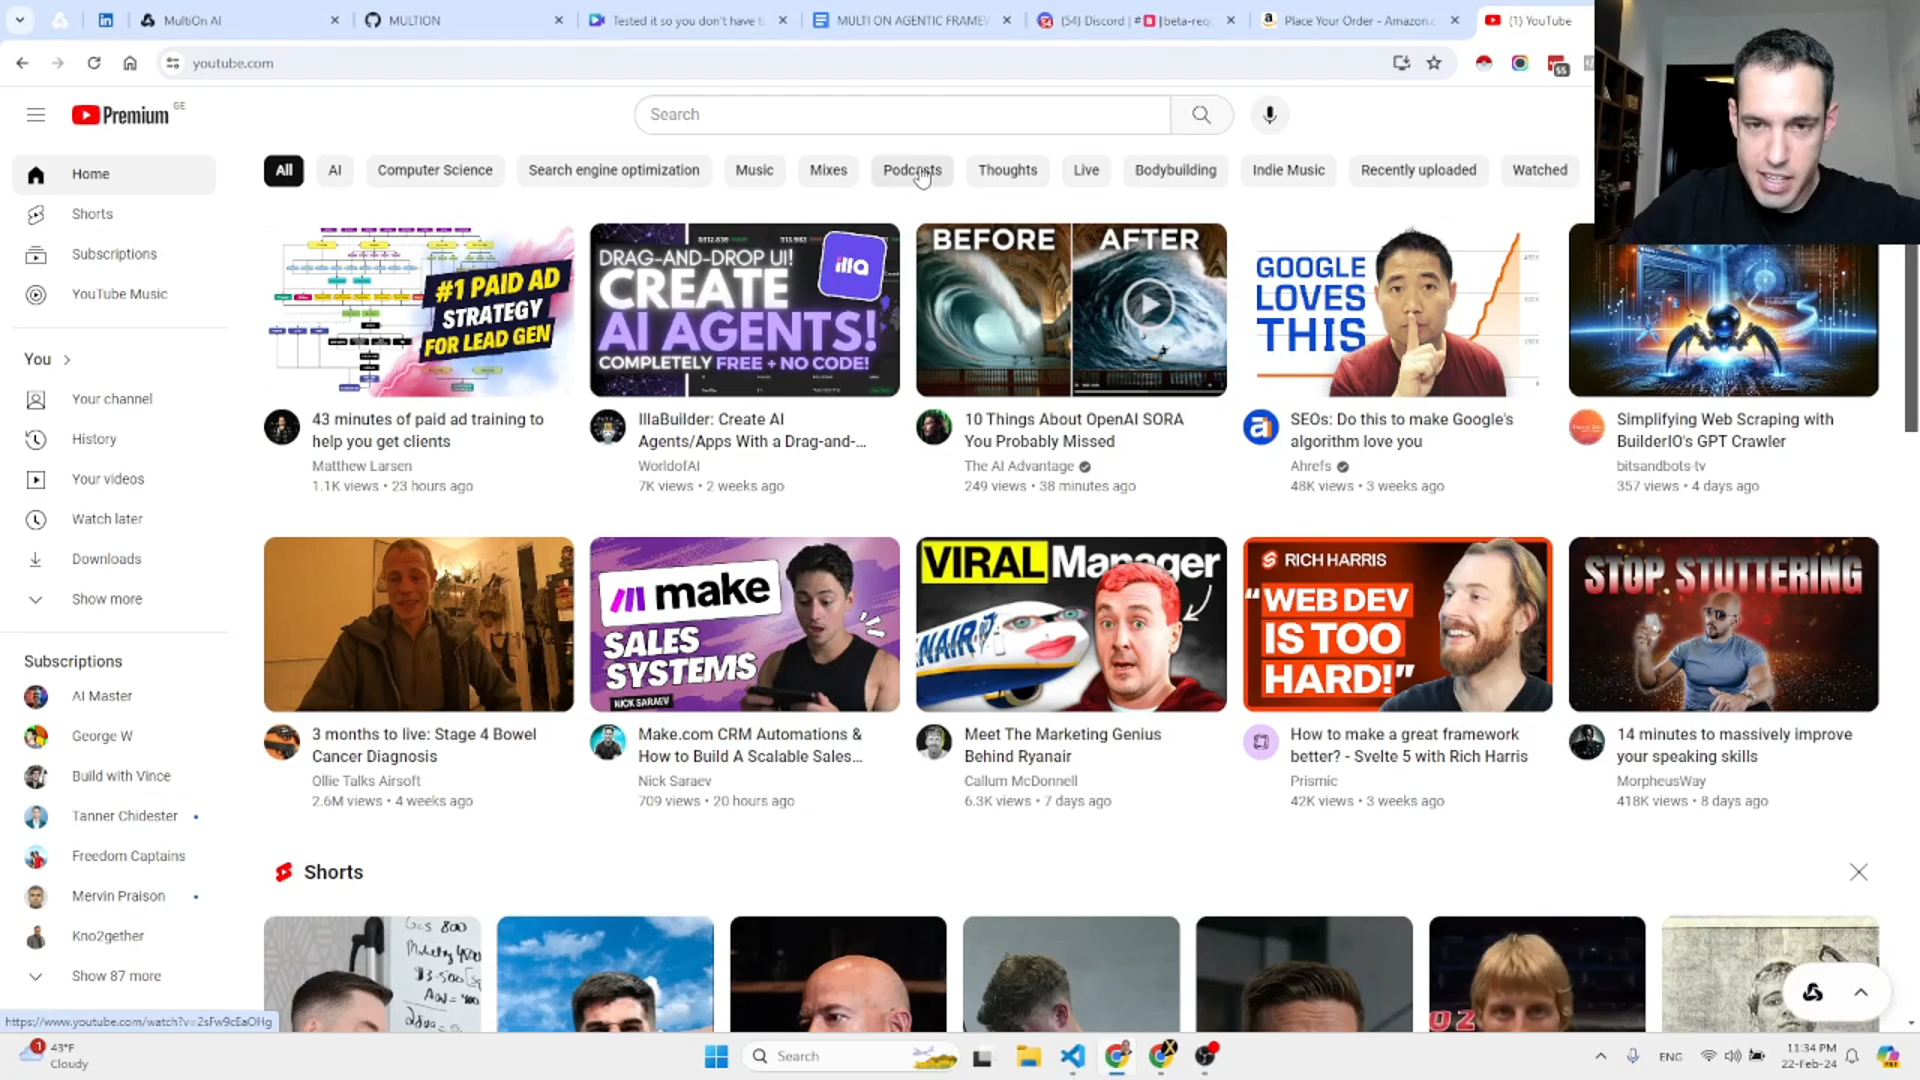 MultiOn AI
MULTION
Tested it so you don't have t
MULTI ON AGENTIC FRAMEV
(54) Discord | #
|beta-req
Place Your Order - Amazon.c
(1) YouTube
youtube.com
55
Premium
GE
Search
Home
Shorts
Subscriptions
YouTube Music
You
Your channel
History
Your videos
Watch later
Downloads
Show more
Subscriptions
AI Master
George W
Build with Vince
Tanner Chidester
Freedom Captains
Mervin Praison
Kno2gether
Show 87 more
All
AI
Computer Science
Search engine optimization
Music
Mixes
Podcasts
Thoughts
Live
Bodybuilding
Indie Music
Recently uploaded
Watched
#1 PAID AD
STRATEGY
FOR LEAD GEN
43 minutes of paid ad training to
help you get clients
Matthew Larsen
1.1K views • 23 hours ago
DRAG-AND-DROP UI!
CREATE
AI AGENTS!
COMPLETELY FREE + NO CODE!
illa
IllaBuilder: Create AI
Agents/Apps With a Drag-and-...
WorldofAI
7K views • 2 weeks ago
BEFORE
AFTER
10 Things About OpenAI SORA
You Probably Missed
The AI Advantage
249 views • 38 minutes ago
GOOGLE
LOVES
THIS
SEOs: Do this to make Google's
algorithm love you
Ahrefs
48K views • 3 weeks ago
Simplifying Web Scraping with
BuilderIO's GPT Crawler
bitsandbots-tv
357 views • 4 days ago
3 months to live: Stage 4 Bowel
Cancer Diagnosis
Ollie Talks Airsoft
2.6M views • 4 weeks ago
make
SALES
SYSTEMS
NICK SARAEV
Make.com CRM Automations &
How to Build A Scalable Sales...
Nick Saraev
709 views • 20 hours ago
VIRAL Manager
Meet The Marketing Genius
Behind Ryanair
Callum McDonnell
6.3K views • 7 days ago
RICH HARRIS
"WEB DEV
IS TOO
HARD!"
How to make a great framework
better? - Svelte 5 with Rich Harris
Prismic
42K views • 3 weeks ago
STOP STUTTERING
14 minutes to massively improve
your speaking skills
MorpheusWay
418K views • 8 days ago
Shorts
https://www.youtube.com/watch?v=2sFw9cEaOHg
1
43°F
Cloudy
Search
ENG
11:34 PM
22-Feb-24